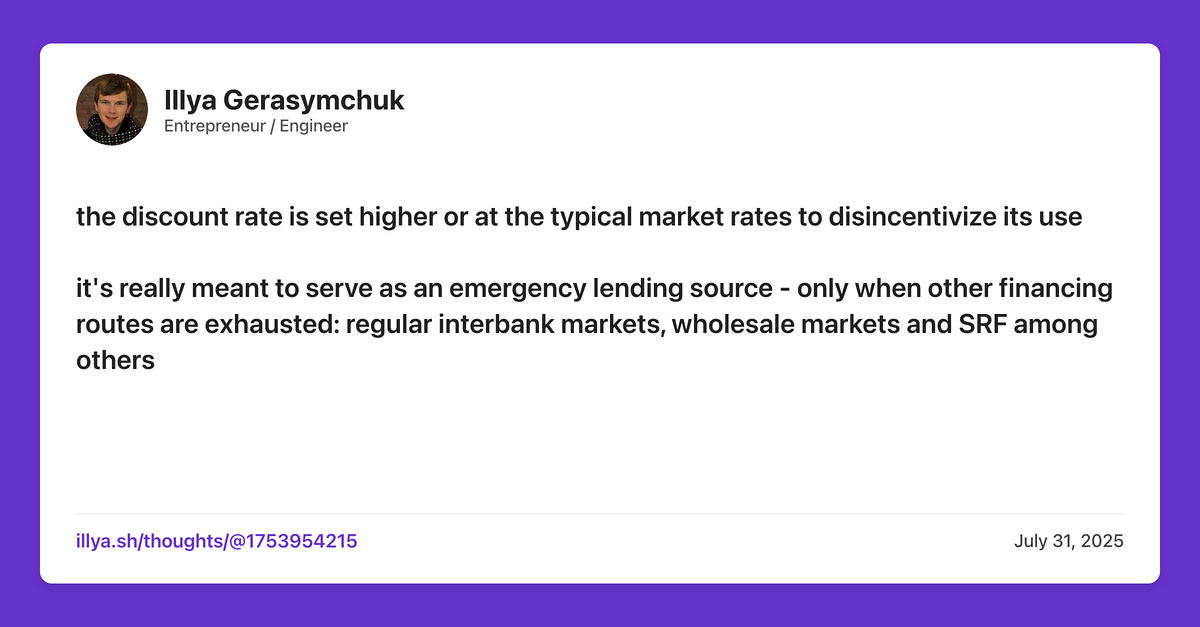 Illya Gerasymchuk
Entrepreneur / Engineer
the discount rate is set higher or at the typical market rates to disincentivize its use
it's really meant to serve as an emergency lending source - only when other financing
routes are exhausted: regular interbank markets, wholesale markets and SRF among
others
illya.sh/thoughts/@1753954215
July 31, 2025